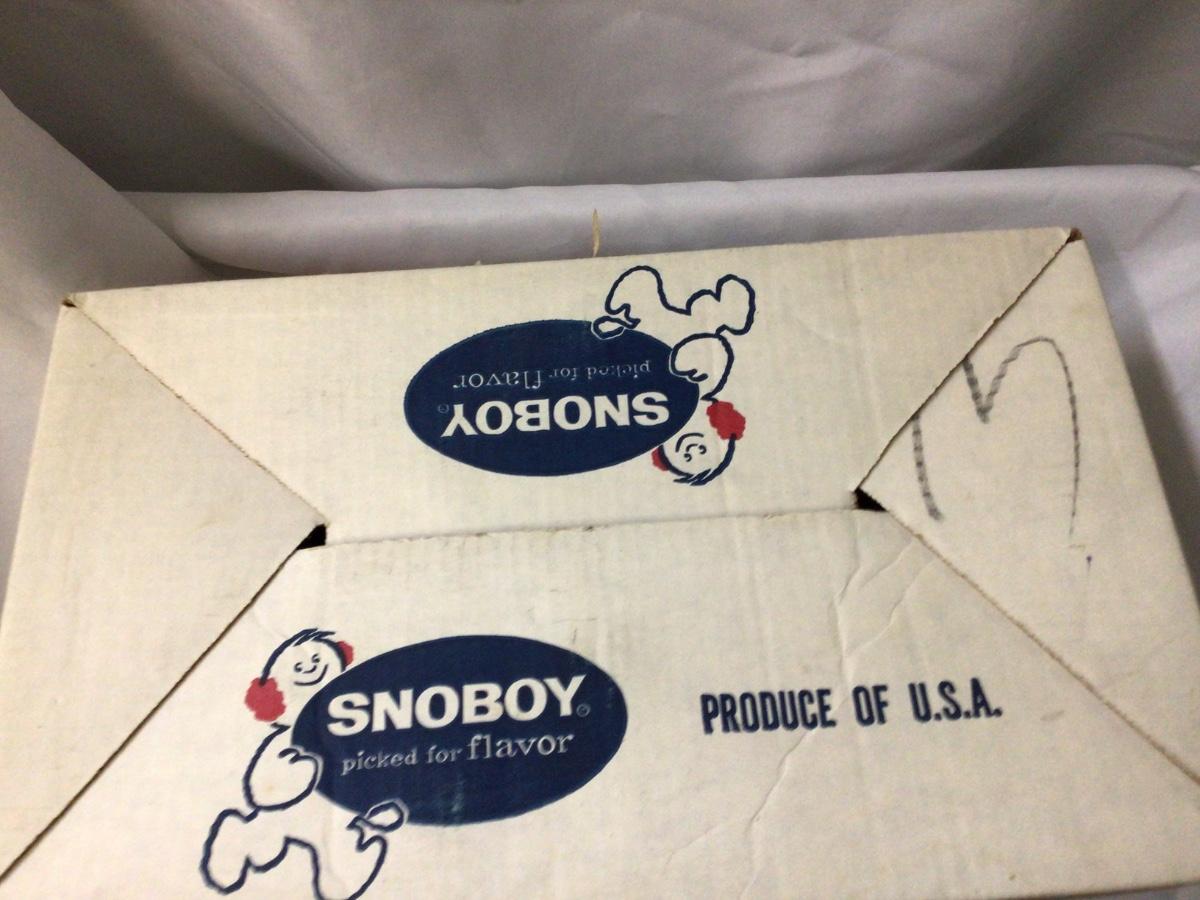 picked for flavor
SNOBOY®
SNOBOY®
picked for flavor
PRODUCE OF U.S.A.